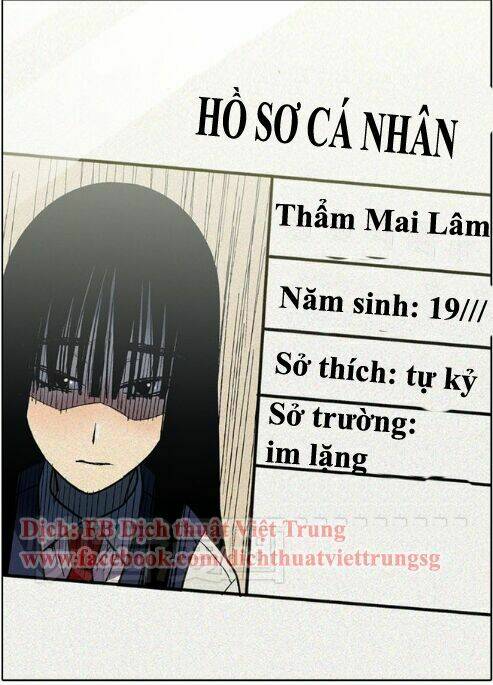 HỒ SƠ CÁ NHÂN
Thẩm Mai Lâm
Năm sinh: 19///
Sở thích: tự kỷ
Sở trường:
im lặng
Dịch: FB Dịch thuật Việt Trung
www.facebook.com/dichthuatviettrungsg